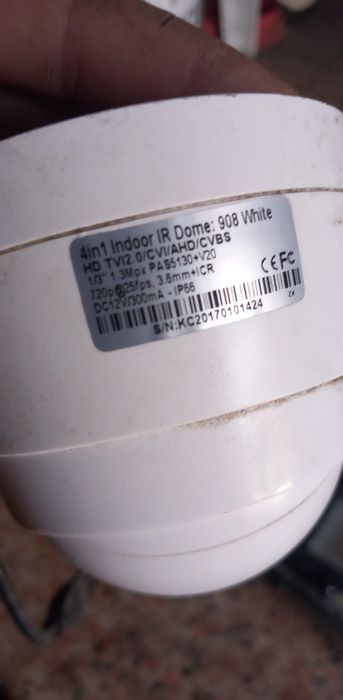 4in1 Indoor IR Dome: 908 White
HD TVI2.0/CVI/AHD/CVBS
1/3" 1.3Mpx PAS5130+V20
720p@25fps, 3.6mm+ICR
DC12V/300mA - IP66
CE FC
S/N:KC20170101424